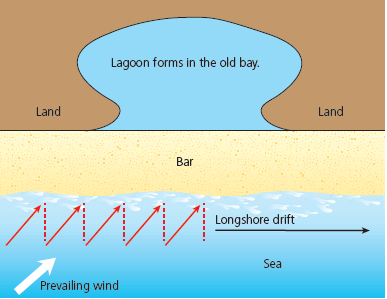 Lagoon forms in the old bay.
Land
Land
Bar
Longshore drift
Sea
Prevailing wind